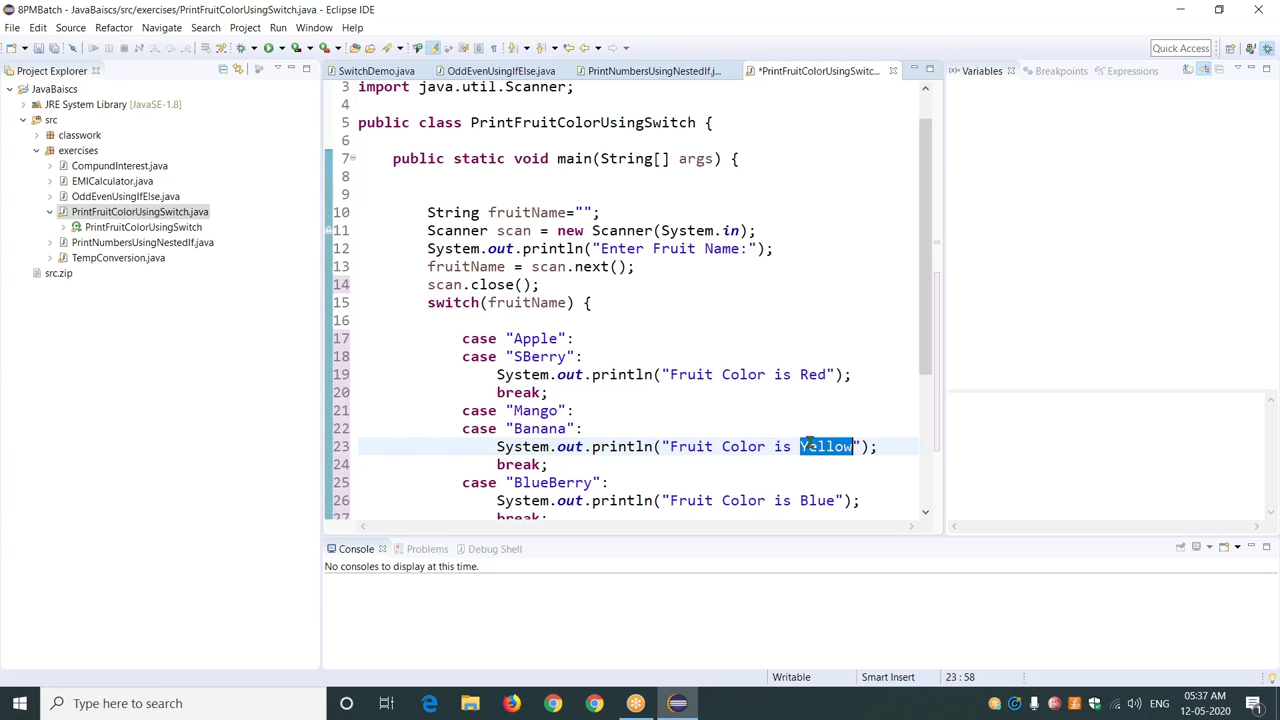 8PMBatch - JavaBaiscs/src/exercises/PrintFruitColorUsingSwitch.java - Eclipse IDE
File Edit Source Refactor Navigate Search Project Run Window Help
Quick Access
Project Explorer
JavaBaiscs
JRE System Library [JavaSE-1.8]
src
classwork
exercises
CompundInterest.java
EMICalculator.java
OddEvenUsingIfElse.java
PrintFruitColorUsingSwitch.java
PrintFruitColorUsingSwitch
PrintNumbersUsingNestedIf.java
TempConversion.java
src.zip
SwitchDemo.java OddEvenUsingIfElse.java PrintNumbersUsingNestedIf.j... *PrintFruitColorUsingSwitc...
3 import java.util.Scanner;
4
5 public class PrintFruitColorUsingSwitch {
6
7 public static void main(String[] args) {
8
9
10 String fruitName="";
11 Scanner scan = new Scanner(System.in);
12 System.out.println("Enter Fruit Name:");
13 fruitName = scan.next();
14 scan.close();
15 switch(fruitName) {
16
17 case "Apple":
18 case "SBerry":
19 System.out.println("Fruit Color is Red");
20 break;
21 case "Mango":
22 case "Banana":
23 System.out.println("Fruit Color is Yellow");
24 break;
25 case "BlueBerry":
26 System.out.println("Fruit Color is Blue");
27 break;
Variables Breakpoints Expressions
Console Problems Debug Shell
No consoles to display at this time.
Writable Smart Insert 23 : 58
Type here to search
ENG
05:37 AM
12-05-2020
1